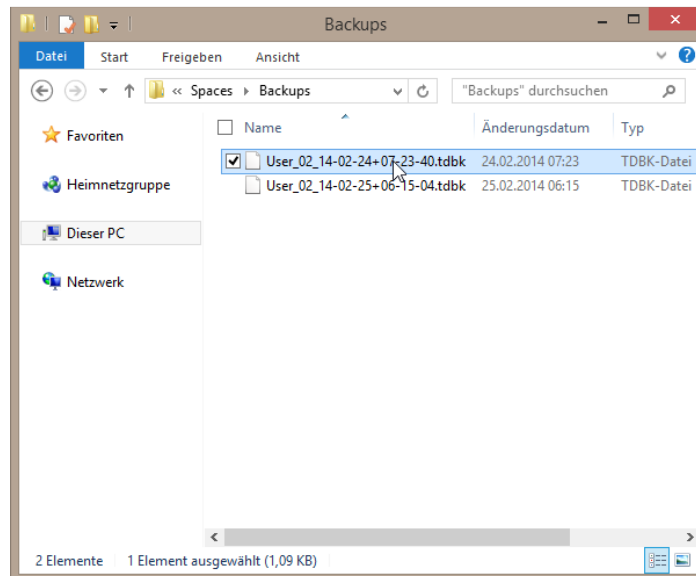 Backups
Datei Start Freigeben Ansicht
« Spaces Backups "Backups" durchsuchen
Name Änderungsdatum Typ
Favoriten
User_02_14-02-24+07-23-40.tdbk 24.02.2014 07:23 TDBK-Datei
Heimnetzgruppe User_02_14-02-25+06-15-04.tdbk 25.02.2014 06:15 TDBK-Datei
Dieser PC
Netzwerk
2 Elemente 1 Element ausgewählt (1,09 KB)